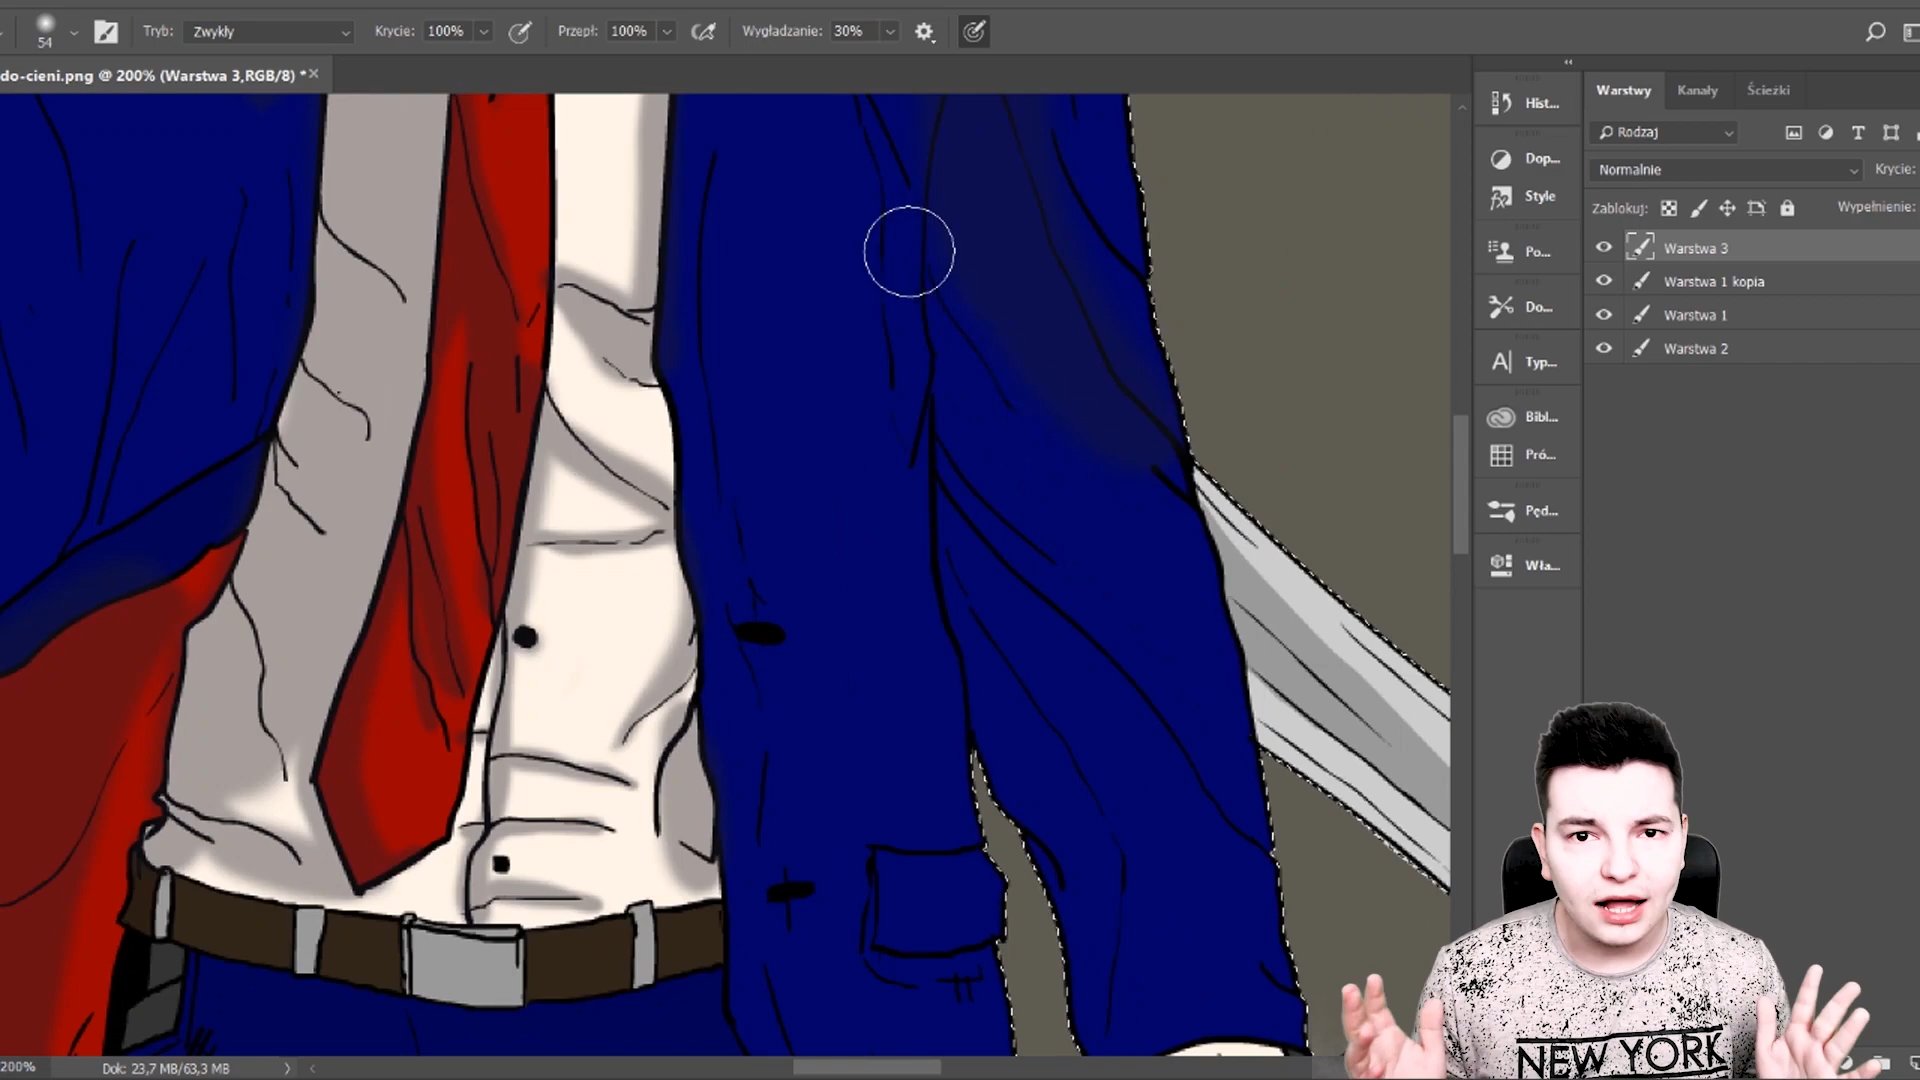 54
Tryb:
Zwykły
Krycie: 100%
Przepł: 100%
Wygładzanie: 30%
do-cieni.png @ 200% (Warstwa 3,RGB/8) *
Hist...
Dop...
Style
Po...
Do...
Typ...
Bibl...
Pró...
Pęd...
Wła...
Warstwy
Kanały
Ścieżki
Rodzaj
Normalnie
Krycie:
Zablokuj:
Wypełnienie:
Warstwa 3
Warstwa 1 kopia
Warstwa 1
Warstwa 2
NEW YORK
200%
Dok: 23,7 MB/63,3 MB